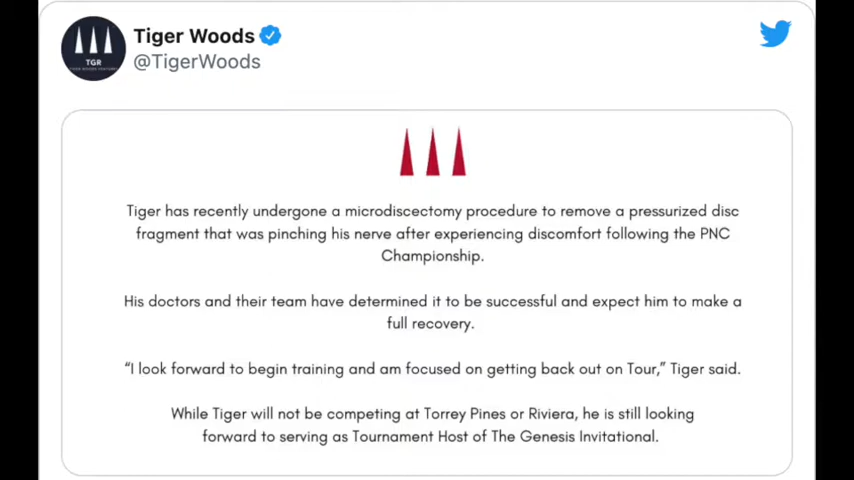 Tiger Woods
@TigerWoods
TGR
Tiger has recently undergone a microdiscectomy procedure to remove a pressurized disc
fragment that was pinching his nerve after experiencing discomfort following the PNC
Championship.
His doctors and their team have determined it to be successful and expect him to make a
full recovery.
“I look forward to begin training and am focused on getting back out on Tour,” Tiger said.
While Tiger will not be competing at Torrey Pines or Riviera, he is still looking
forward to serving as Tournament Host of The Genesis Invitational.